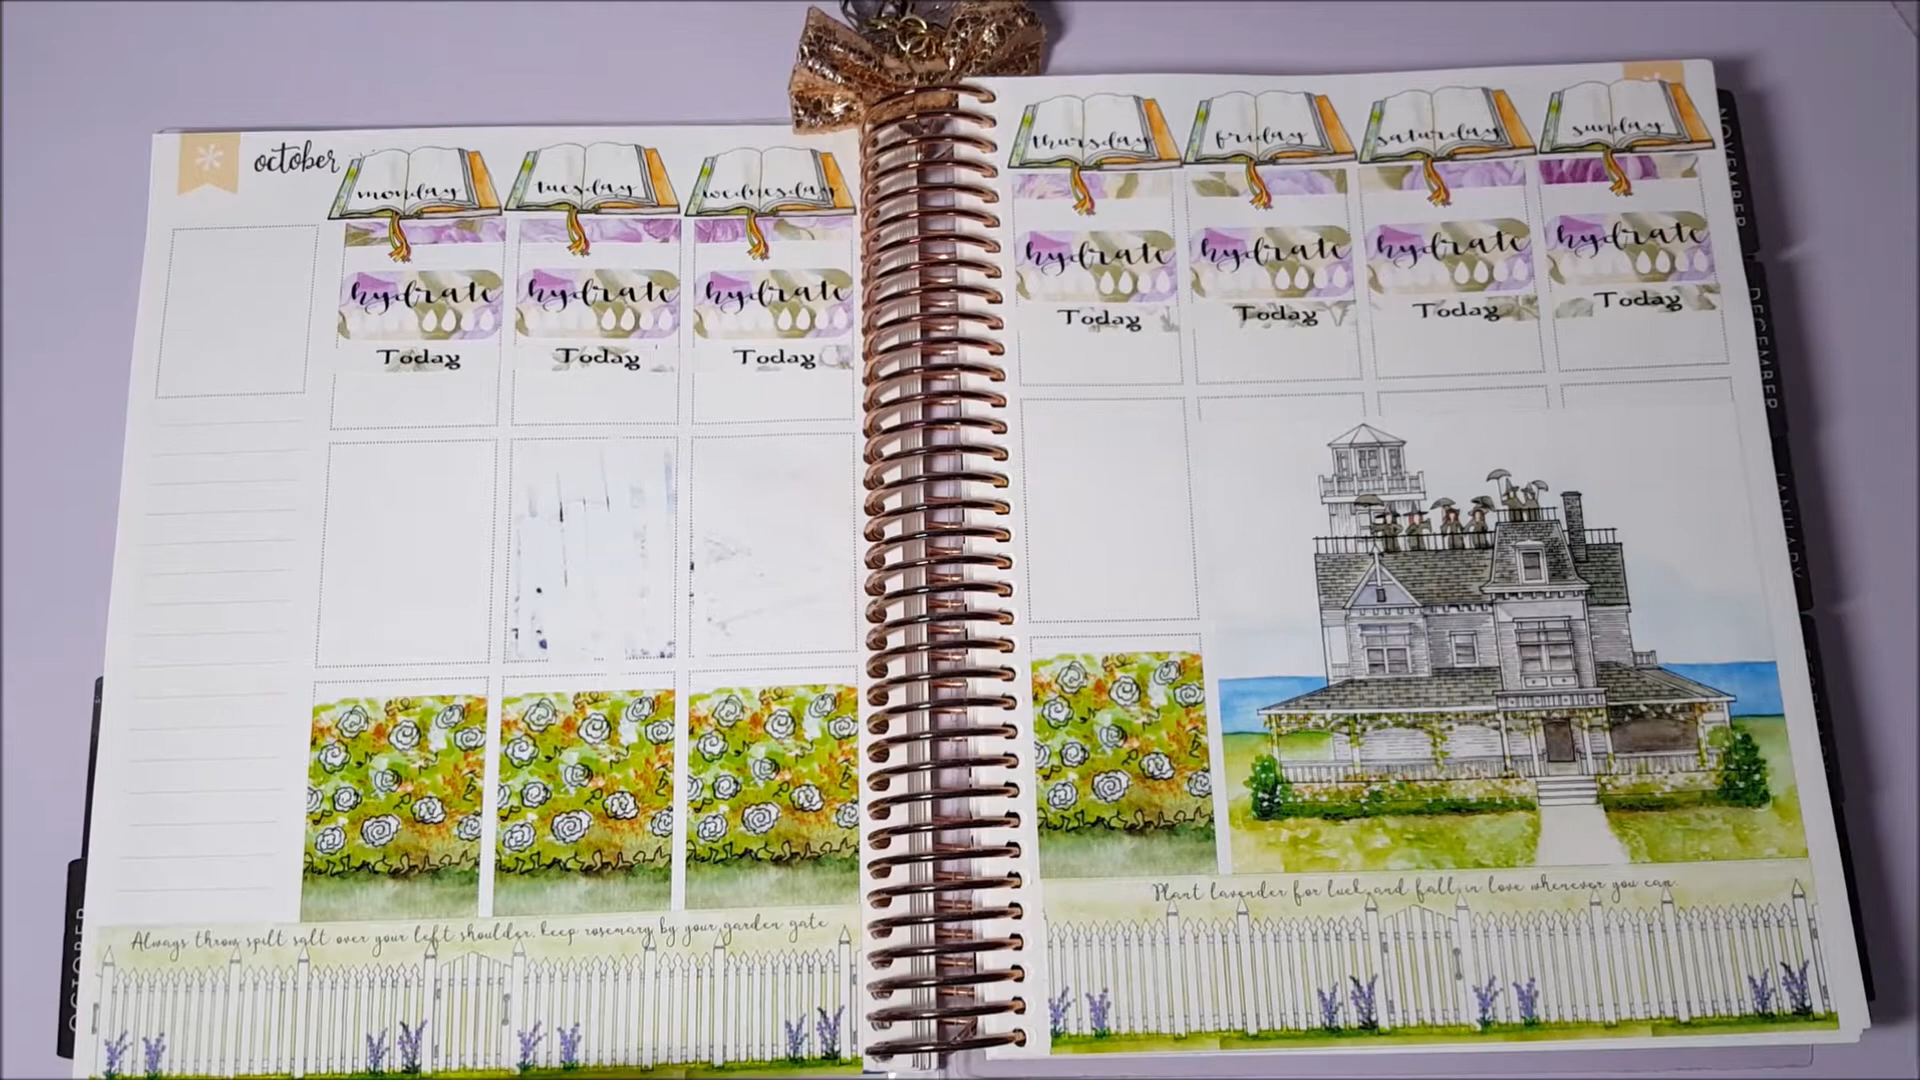 october
monday
tuesday
wednesday
thursday
friday
saturday
sunday
hydrate
hydrate
hydrate
hydrate
hydrate
hydrate
hydrate
Today
Today
Today
Today
Today
Today
Today
Always throw spilt salt over your left shoulder, keep rosemary by your garden gate
Plant lavender for luck, and fall in love whenever you can.
OCTOBER
NOVEMBER
DECEMBER
JANUARY